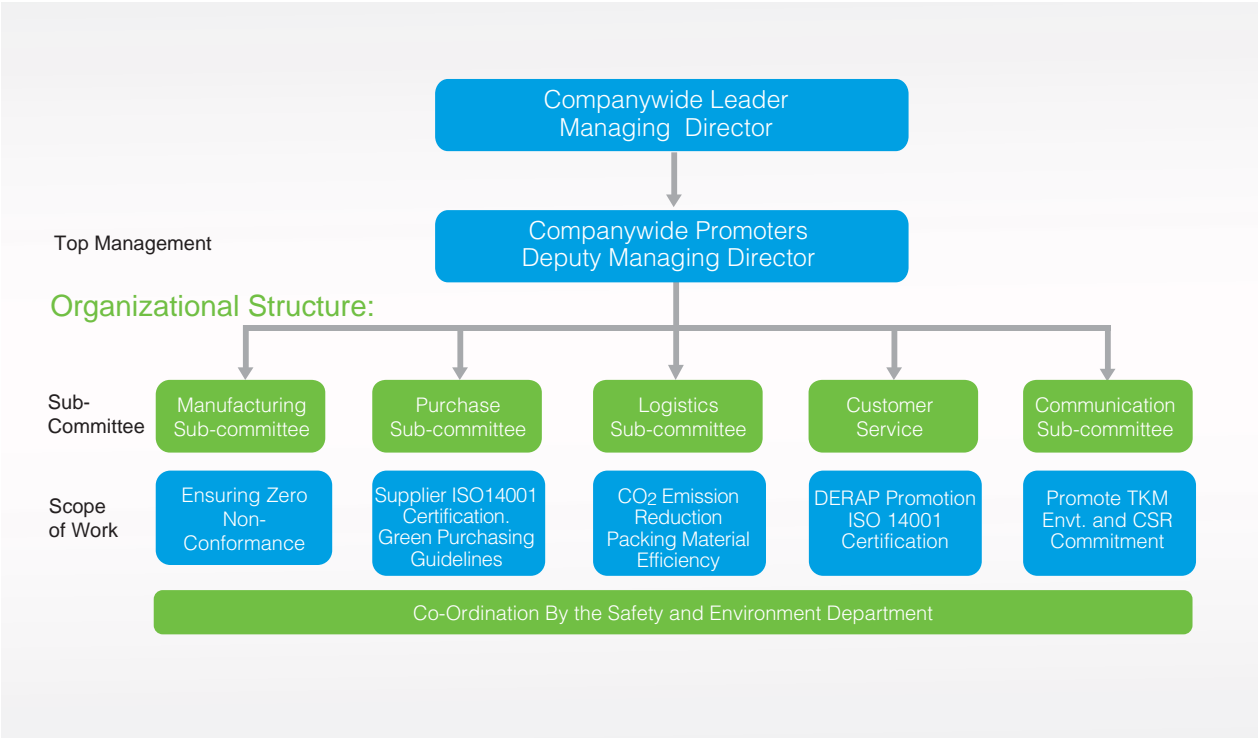 Companywide Leader
Managing Director
Top Management
Companywide Promoters
Deputy Managing Director
Organizational Structure:
Sub-
Committee
Manufacturing
Sub-committee
Purchase
Sub-committee
Logistics
Sub-committee
Customer
Service
Communication
Sub-committee
Scope
of Work
Ensuring Zero
Non-
Conformance
Supplier ISO14001
Certification.
Green Purchasing
Guidelines
CO2 Emission
Reduction
Packing Material
Efficiency
DERAP Promotion
ISO 14001
Certification
Promote TKM
Envt. and CSR
Commitment
Co-Ordination By the Safety and Environment Department